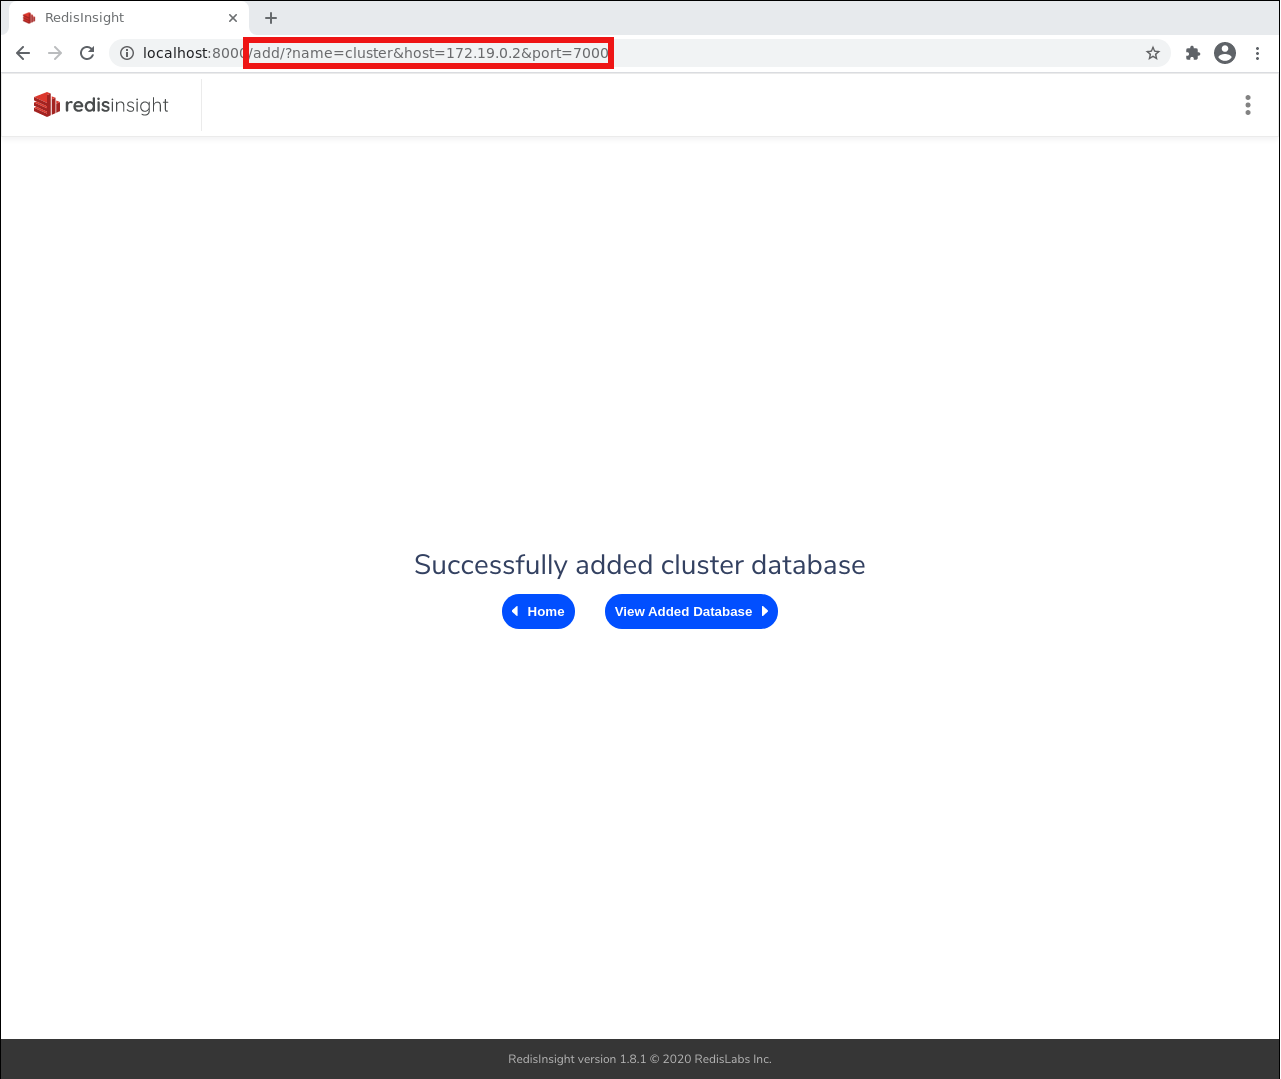 RedisInsight
localhost:8000/add/?name=cluster&host=172.19.0.2&port=7000
redisinsight
Successfully added cluster database
Home
View Added Database
RedisInsight version 1.8.1 © 2020 RedisLabs Inc.